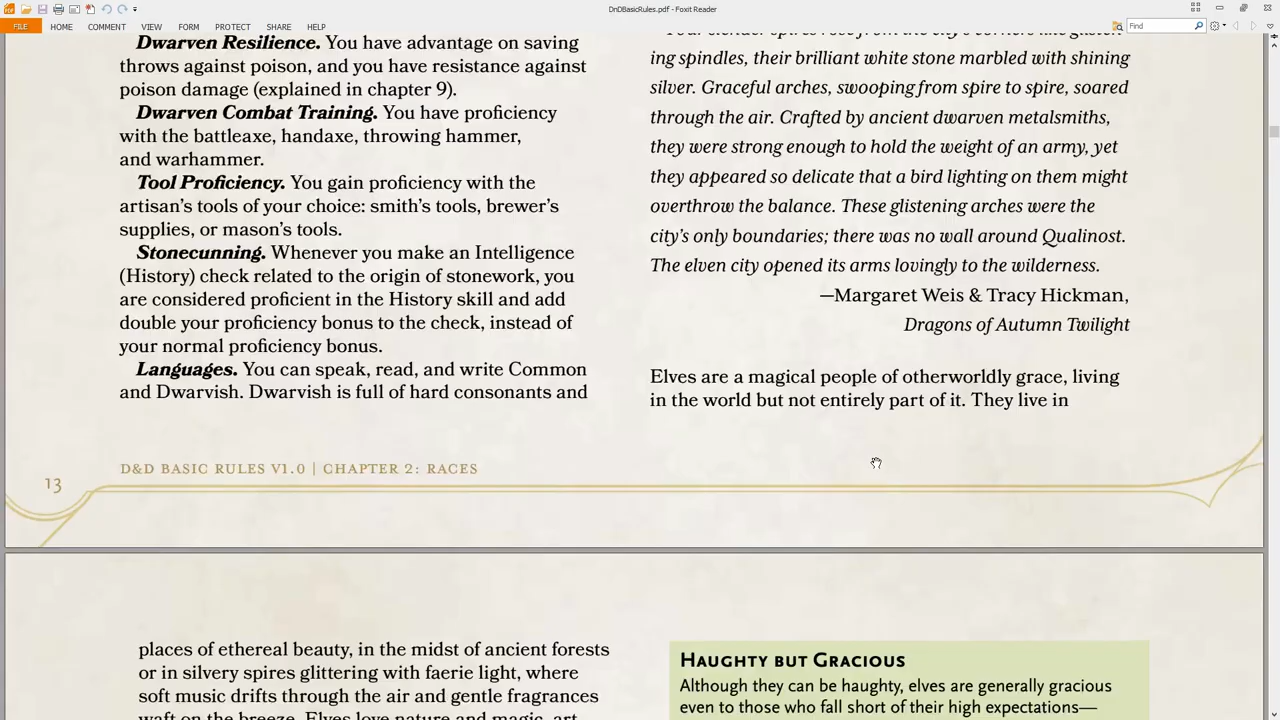 DnDBasicRules.pdf - Foxit Reader
FILE HOME COMMENT VIEW FORM PROTECT SHARE HELP
Find
Dwarven Resilience. You have advantage on saving
throws against poison, and you have resistance against
poison damage (explained in chapter 9).
Dwarven Combat Training. You have proficiency
with the battleaxe, handaxe, throwing hammer,
and warhammer.
Tool Proficiency. You gain proficiency with the
artisan's tools of your choice: smith's tools, brewer's
supplies, or mason's tools.
Stonecunning. Whenever you make an Intelligence
(History) check related to the origin of stonework, you
are considered proficient in the History skill and add
double your proficiency bonus to the check, instead of
your normal proficiency bonus.
Languages. You can speak, read, and write Common
and Dwarvish. Dwarvish is full of hard consonants and
ing spindles, their brilliant white stone marbled with shining
silver. Graceful arches, swooping from spire to spire, soared
through the air. Crafted by ancient dwarven metalsmiths,
they were strong enough to hold the weight of an army, yet
they appeared so delicate that a bird lighting on them might
overthrow the balance. These glistening arches were the
city's only boundaries; there was no wall around Qualinost.
The elven city opened its arms lovingly to the wilderness.
—Margaret Weis & Tracy Hickman,
Dragons of Autumn Twilight
Elves are a magical people of otherworldly grace, living
in the world but not entirely part of it. They live in
D&D BASIC RULES V1.0 | CHAPTER 2: RACES
13
places of ethereal beauty, in the midst of ancient forests
or in silvery spires glittering with faerie light, where
soft music drifts through the air and gentle fragrances
waft on the breeze. Elves love nature and magic, art
Haughty but Gracious
Although they can be haughty, elves are generally gracious
even to those who fall short of their high expectations—